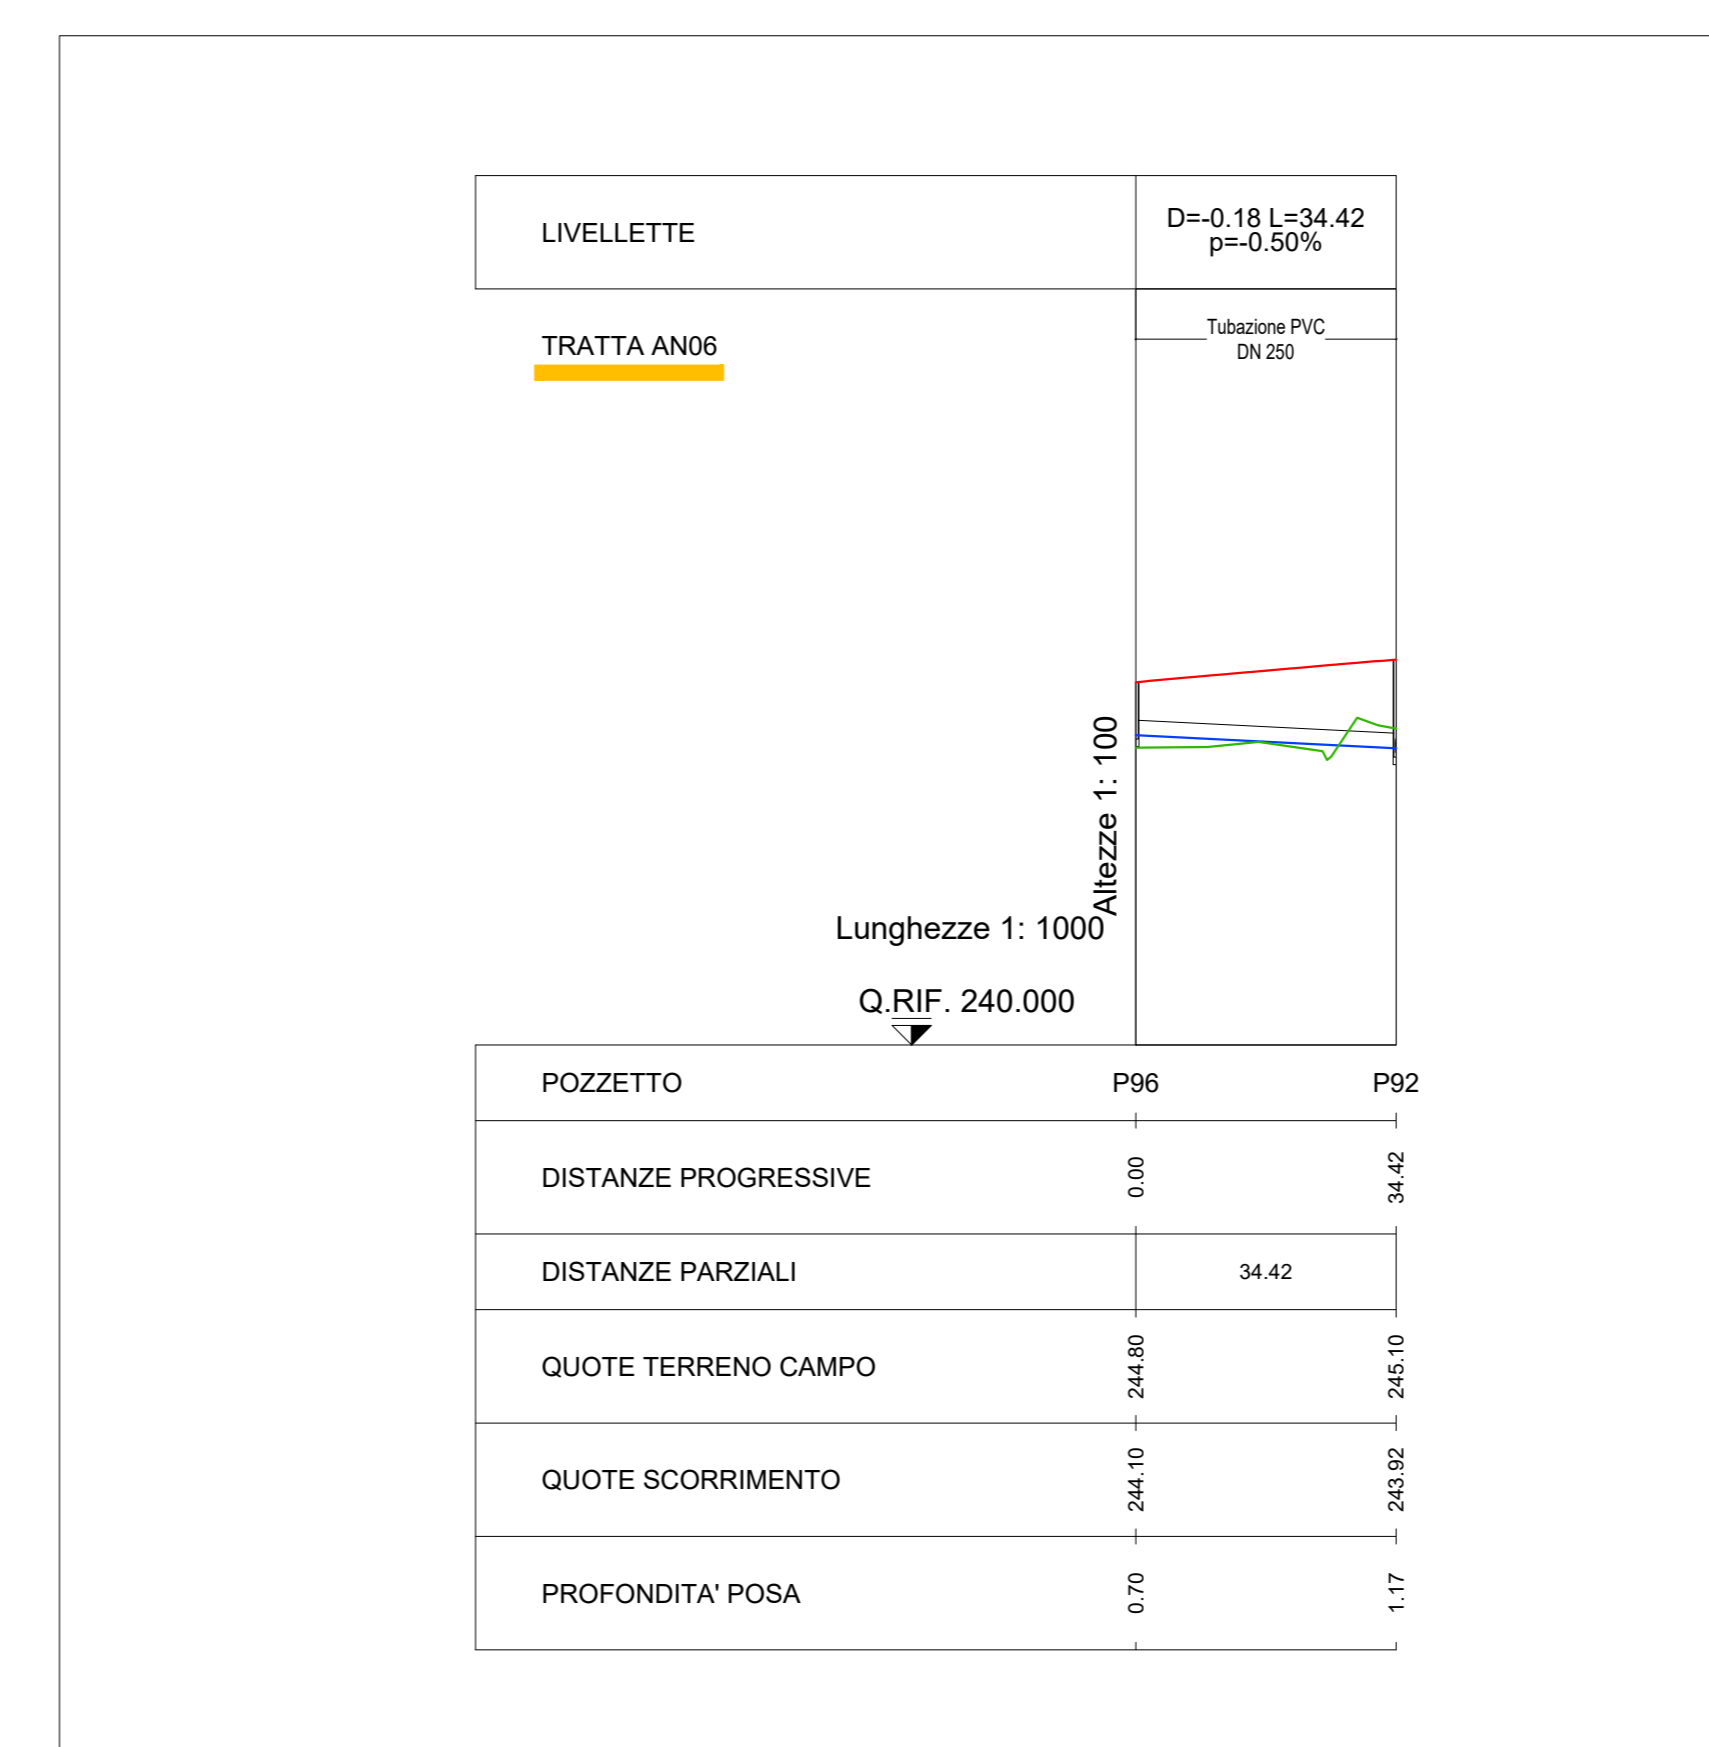 LIVELLETTE
D=-0.18 L=34.42
p=-0.50%
TRATTA AN06
Tubazione PVC
DN 250
Altezze 1: 100
Lunghezze 1: 1000
Q.RIF. 240.000
POZZETTO P96 P92
DISTANZE PROGRESSIVE 0.00 34.42
DISTANZE PARZIALI 34.42
QUOTE TERRENO CAMPO 244.80 245.10
QUOTE SCORRIMENTO 244.10 243.92
PROFONDITA' POSA 0.70 1.17